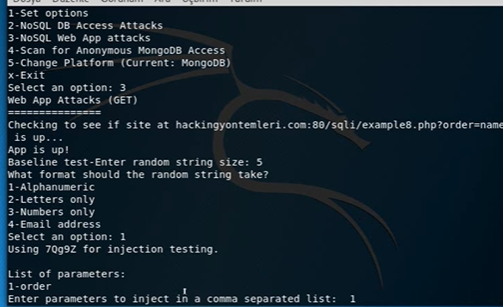 1-Set options
2-NoSQL DB Access Attacks
3-NoSQL Web App attacks
4-Scan for Anonymous MongoDB Access
5-Change Platform (Current: MongoDB)
x-Exit
Select an option: 3
Web App Attacks (GET)
===============
Checking to see if site at hackingyontemleri.com:80/sqli/example8.php?order=name
is up...
App is up!
Baseline test-Enter random string size: 5
What format should the random string take?
1-Alphanumeric
2-Letters only
3-Numbers only
4-Email address
Select an option: 1
Using 7Qg9Z for injection testing.
List of parameters:
1-order
Enter parameters to inject in a comma separated list: 1